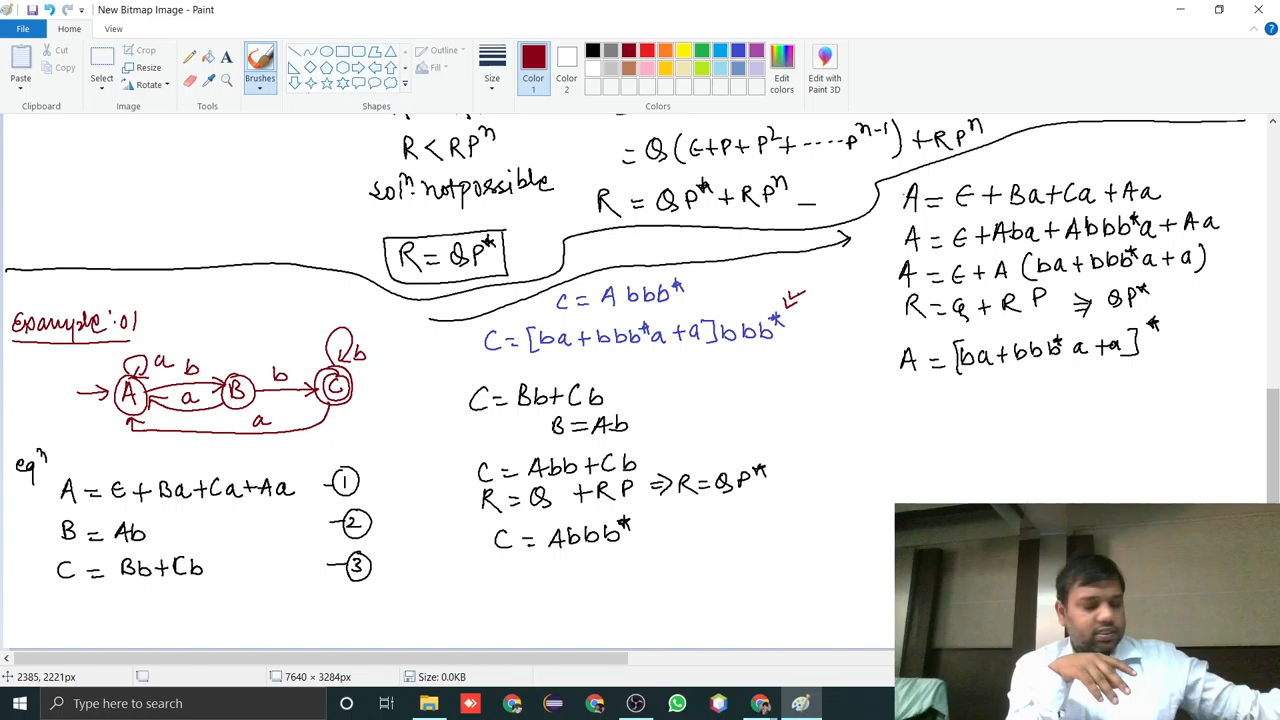 New Bitmap Image - Paint
File Home View
Paste Cut Copy Clipboard
Select Crop Resize Rotate Image
Tools
Brushes
Shapes Outline Fill
Size
Color 1 Color 2 Edit colors Colors
Edit with Paint 3D
R < RPⁿ
solⁿ. not possible
= Q(ε+P+P²+.....Pⁿ⁻¹) + RPⁿ
R = QP* + RPⁿ —
R = QP*
A = ε + Ba + Ca + Aa
A = ε + Aba + Abbb*a + Aa
A = ε + A (ba + bbb*a + a)
R = Q + R P ⇒ QP*
A = [ba + bbb*a + a]*
Example:01
a b A a B b C b a
C = A bbb*
C = [ba + bbb*a + a] bbb*
C = Bb + Cb
B = Ab
C = Abb + Cb
R = Q + RP ⇒ R = QP*
C = Abbb*
eqⁿ
A = ε + Ba + Ca + Aa – ①
B = Ab – ②
C = Bb + Cb – ③
2385, 2221px 7640 × 3284px Size: 0.0KB
Type here to search